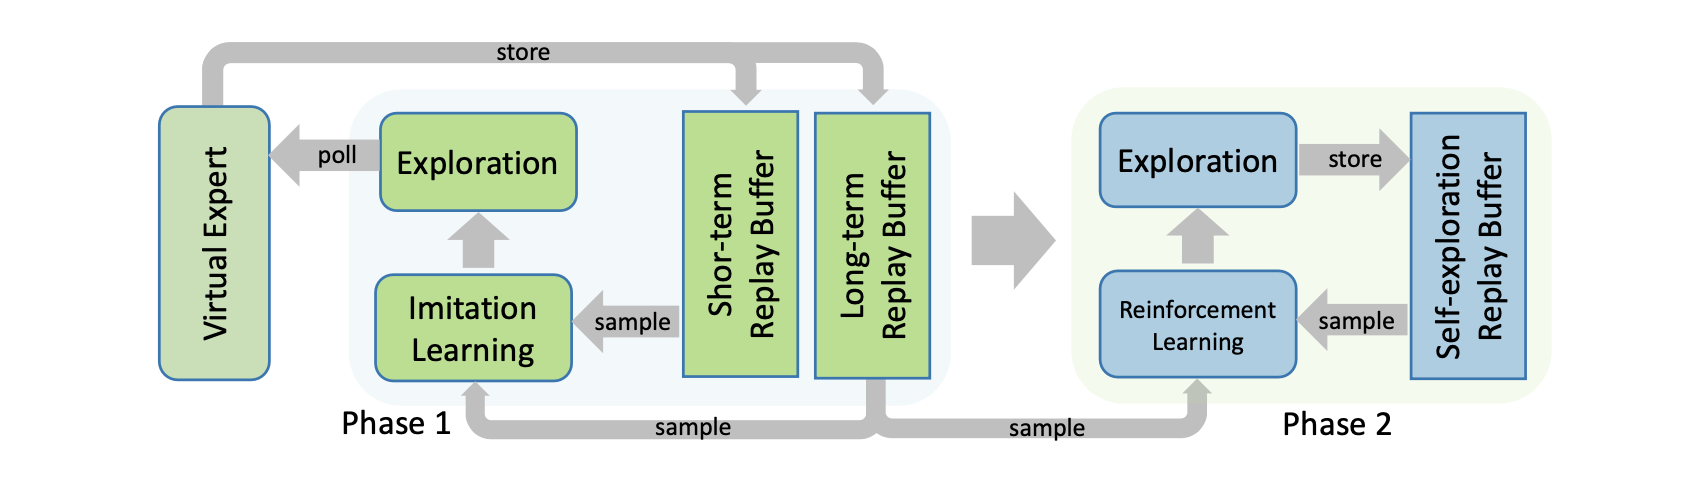 store
Virtual Expert
poll
Exploration
Imitation
Learning
sample
Shor-term
Replay Buffer
Long-term
Replay Buffer
sample
Phase 1
Exploration
store
Reinforcement
Learning
sample
Self-exploration
Replay Buffer
sample
Phase 2